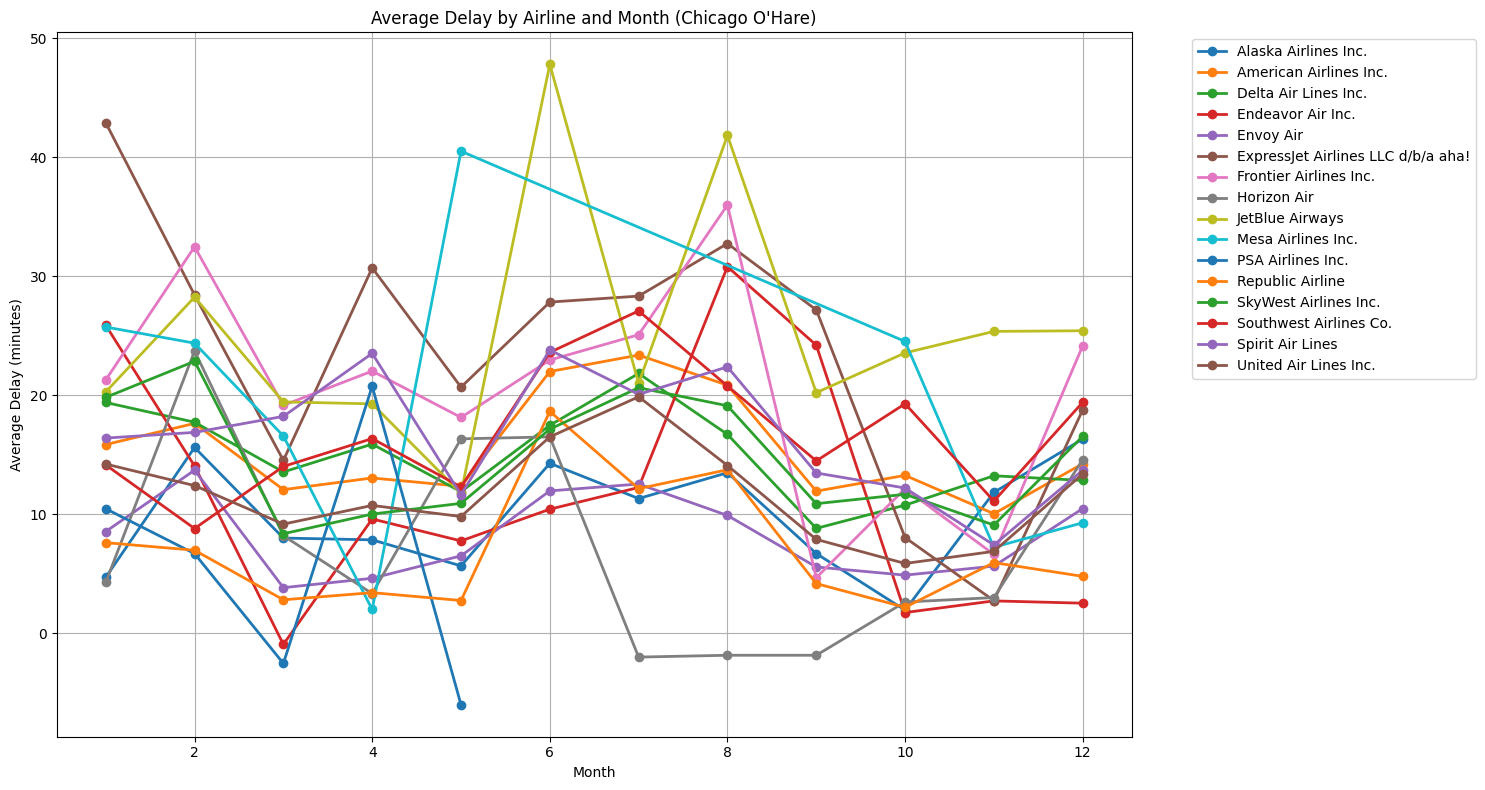 Average Delay by Airline and Month (Chicago O'Hare)
Average Delay (minutes)
50
40
30
20
10
0
2
4
6
8
10
12
Month
Alaska Airlines Inc.
American Airlines Inc.
Delta Air Lines Inc.
Endeavor Air Inc.
Envoy Air
ExpressJet Airlines LLC d/b/a aha!
Frontier Airlines Inc.
Horizon Air
JetBlue Airways
Mesa Airlines Inc.
PSA Airlines Inc.
Republic Airline
SkyWest Airlines Inc.
Southwest Airlines Co.
Spirit Air Lines
United Air Lines Inc.